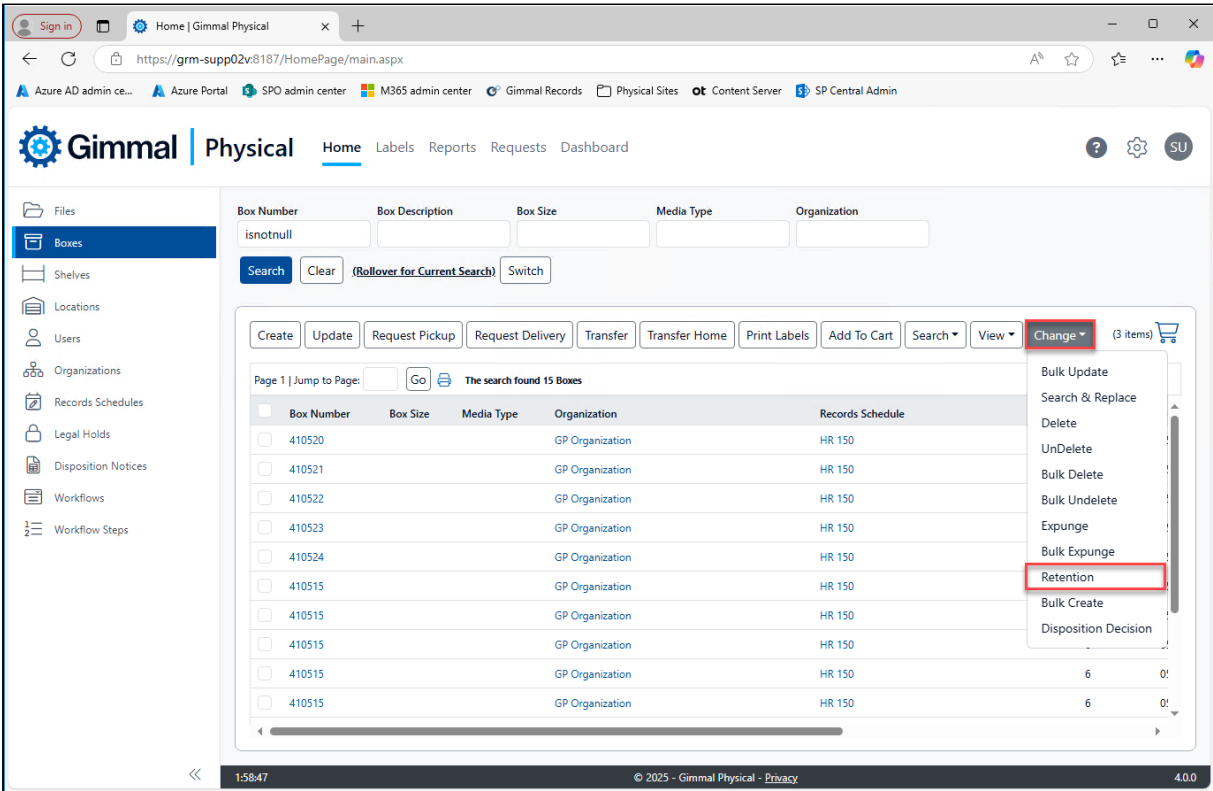 Sign in
Home | Gimmal Physical
https://grm-supp02v:8187/HomePage/main.aspx
Azure AD admin ce... Azure Portal SPO admin center M365 admin center Gimmal Records Physical Sites ot Content Server SP Central Admin
Gimmal | Physical Home Labels Reports Requests Dashboard ? SU
Files
Boxes
Shelves
Locations
Users
Organizations
Records Schedules
Legal Holds
Disposition Notices
Workflows
Workflow Steps
Box Number Box Description Box Size Media Type Organization
isnotnull
Search Clear (Rollover for Current Search) Switch
Create Update Request Pickup Request Delivery Transfer Transfer Home Print Labels Add To Cart Search View Change (3 items)
Page 1 | Jump to Page: Go The search found 15 Boxes
Box Number Box Size Media Type Organization Records Schedule
410520 GP Organization HR 150
410521 GP Organization HR 150
410522 GP Organization HR 150
410523 GP Organization HR 150
410524 GP Organization HR 150
410515 GP Organization HR 150
410515 GP Organization HR 150
410515 GP Organization HR 150
410515 GP Organization HR 150 6
410515 GP Organization HR 150 6
Bulk Update
Search & Replace
Delete
UnDelete
Bulk Delete
Bulk Undelete
Expunge
Bulk Expunge
Retention
Bulk Create
Disposition Decision
1:58:47 © 2025 - Gimmal Physical - Privacy 4.0.0